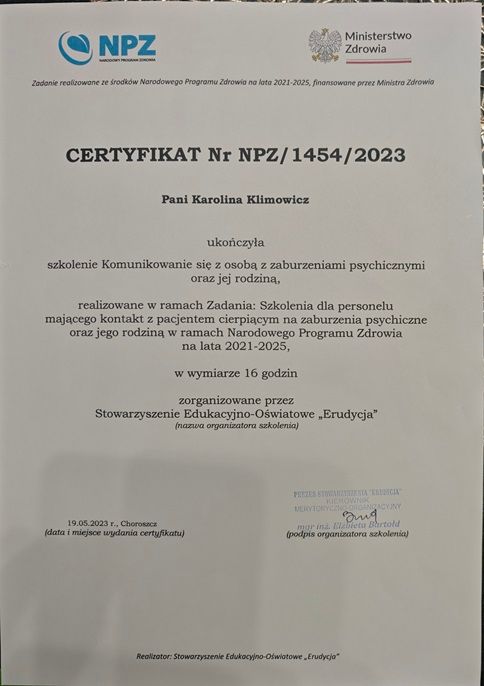 NPZ
NARODOWY PROGRAM ZDROWIA
Ministerstwo
Zdrowia
Zadanie realizowane ze środków Narodowego Programu Zdrowia na lata 2021-2025, finansowane przez Ministra Zdrowia
CERTYFIKAT Nr NPZ/1454/2023
Pani Karolina Klimowicz
ukończyła
szkolenie Komunikowanie się z osobą z zaburzeniami psychicznymi
oraz jej rodziną,
realizowane w ramach Zadania: Szkolenia dla personelu
mającego kontakt z pacjentem cierpiącym na zaburzenia psychiczne
oraz jego rodziną w ramach Narodowego Programu Zdrowia
na lata 2021-2025,
w wymiarze 16 godzin
zorganizowane przez
Stowarzyszenie Edukacyjno-Oświatowe „Erudycja”
(nazwa organizatora szkolenia)
PREZES STOWARZYSZENIA "ERUDYCJA"
KIEROWNIK
MERYTORYCZNO-ORGANIZACYJNY
mgr inż. Elżbieta Bartold
(podpis organizatora szkolenia)
19.05.2023 r., Choroszcz
(data i miejsce wydania certyfikatu)
Realizator: Stowarzyszenie Edukacyjno-Oświatowe „Erudycja”